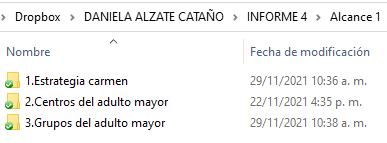 Dropbox > DANIELA ALZATE CATAÑO > INFORME 4 > Alcance 1
Nombre Fecha de modificación
1.Estrategia carmen 29/11/2021 10:36 a. m.
2.Centros del adulto mayor 22/11/2021 4:35 p. m.
3.Grupos del adulto mayor 29/11/2021 10:38 a. m.